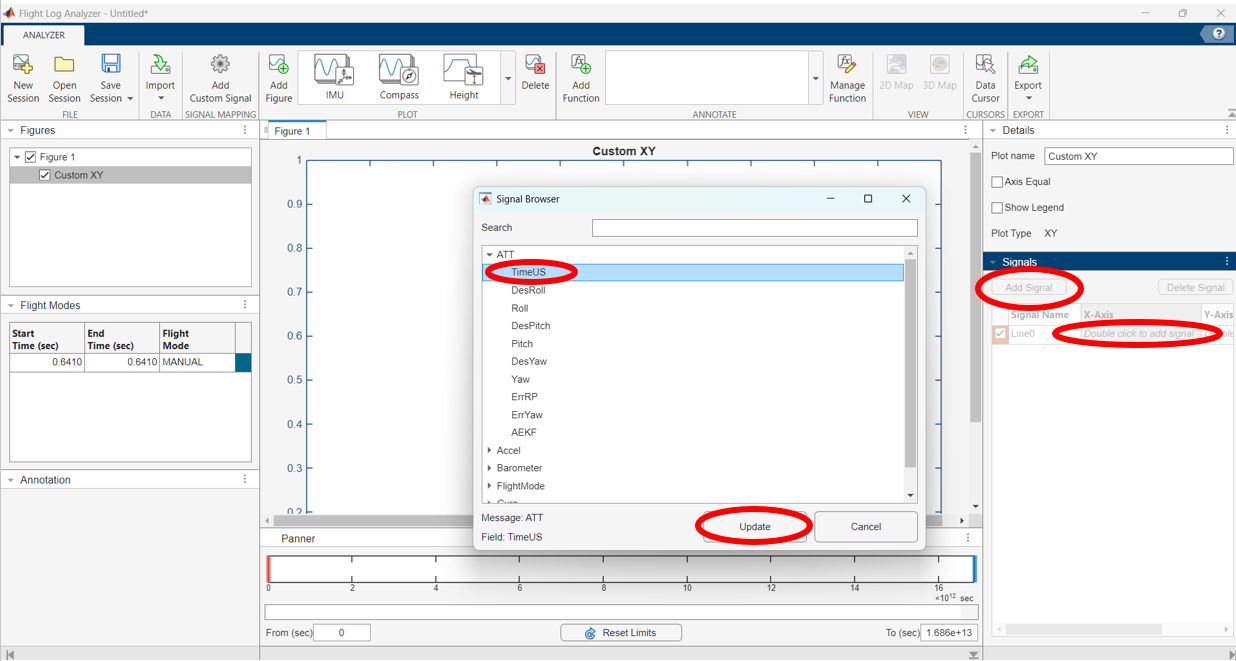 Flight Log Analyzer - Untitled*
ANALYZER
?
New Session
Open Session
Save Session
Import
Add Custom Signal
Add Figure
IMU
Compass
Height
Delete
Add Function
Manage Function
2D Map
3D Map
Data Cursor
Export
FILE
DATA
SIGNAL MAPPING
PLOT
ANNOTATE
VIEW
CURSORS
EXPORT
Figures
Figure 1
Custom XY
Flight Modes
Start Time (sec)
End Time (sec)
Flight Mode
0.6410
0.6410
MANUAL
Annotation
Figure 1
Custom XY
1
0.9
0.8
0.7
0.6
0.5
0.4
0.3
0.2
Signal Browser
Search
ATT
TimeUS
DesRoll
Roll
DesPitch
Pitch
DesYaw
Yaw
ErrRP
ErrYaw
AEKF
Accel
Barometer
FlightMode
Message: ATT
Field: TimeUS
Update
Cancel
Panner
0 2 4 6 8 10 12 14 16
×10¹² sec
From (sec) 0
Reset Limits
To (sec) 1.686e+13
Details
Plot name Custom XY
Axis Equal
Show Legend
Plot Type XY
Signals
Add Signal
Delete Signal
Signal Name X-Axis Y-Axis
Line0 Double click to add signal